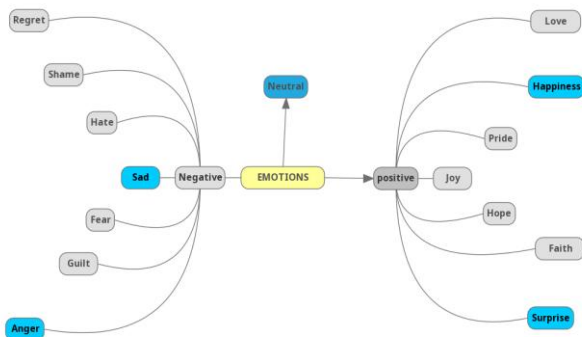 Regret
Love
Shame
Neutral
Happiness
Hate
Pride
Sad
Negative
EMOTIONS
positive
Joy
Fear
Hope
Guilt
Faith
Anger
Surprise